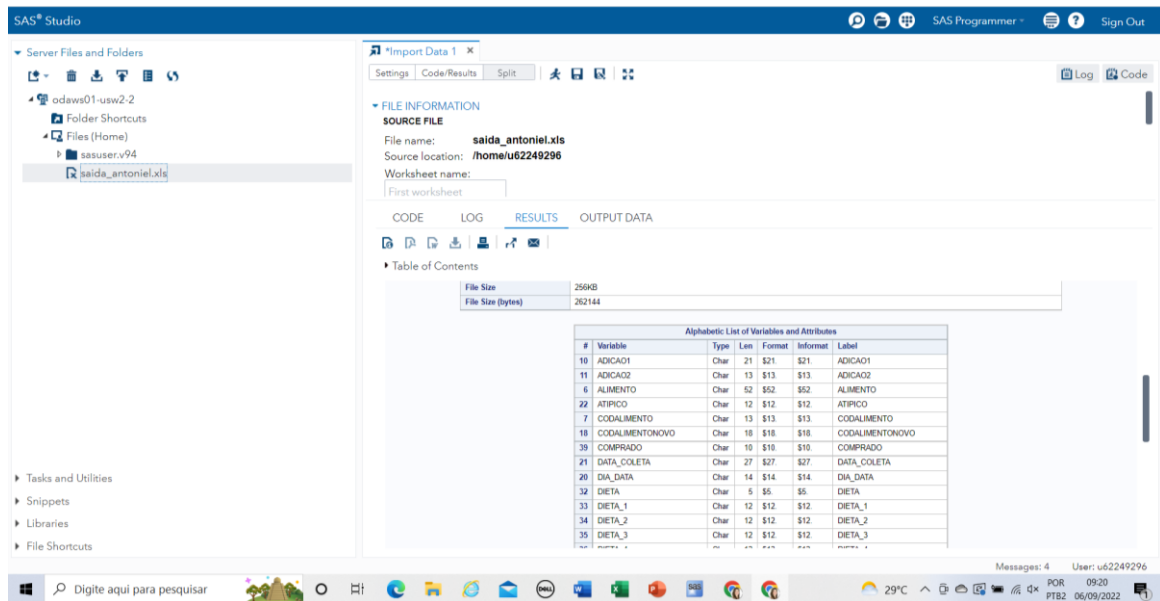 SAS® Studio
SAS Programmer
Sign Out
Server Files and Folders
odaws01-usw2-2
Folder Shortcuts
Files (Home)
sasuser.v94
saida_antoniel.xls
Tasks and Utilities
Snippets
Libraries
File Shortcuts
*Import Data 1 ×
Settings Code/Results Split
Log Code
FILE INFORMATION
SOURCE FILE
File name: saida_antoniel.xls
Source location: /home/u62249296
Worksheet name:
First worksheet
CODE LOG RESULTS OUTPUT DATA
Table of Contents
File Size 256KB
File Size (bytes) 262144
Alphabetic List of Variables and Attributes
# Variable Type Len Format Informat Label
10 ADICAO1 Char 21 $21. $21. ADICAO1
11 ADICAO2 Char 13 $13. $13. ADICAO2
6 ALIMENTO Char 52 $52. $52. ALIMENTO
22 ATIPICO Char 12 $12. $12. ATIPICO
7 CODALIMENTO Char 13 $13. $13. CODALIMENTO
18 CODALIMENTONOVO Char 18 $18. $18. CODALIMENTONOVO
39 COMPRADO Char 10 $10. $10. COMPRADO
21 DATA_COLETA Char 27 $27. $27. DATA_COLETA
20 DIA_DATA Char 14 $14. $14. DIA_DATA
32 DIETA Char 5 $5. $5. DIETA
33 DIETA_1 Char 12 $12. $12. DIETA_1
34 DIETA_2 Char 12 $12. $12. DIETA_2
35 DIETA_3 Char 12 $12. $12. DIETA_3
Messages: 4 User: u62249296
Digite aqui para pesquisar
DELL
29°C
POR
PTB2
09:20
06/09/2022